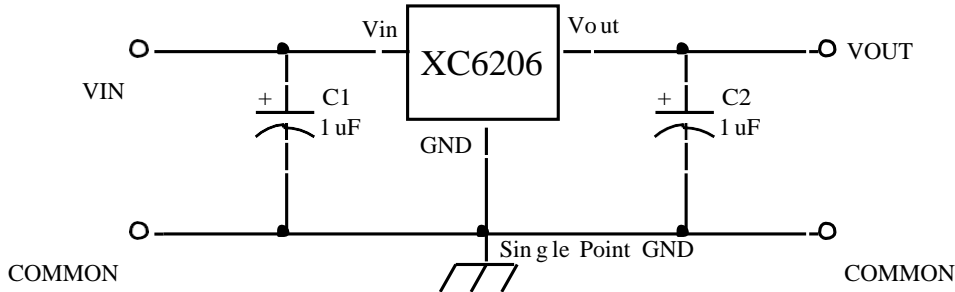 Vin
Vout
XC6206
VOUT
VIN
+ C1
1 uF
+ C2
1 uF
GND
Single Point GND
COMMON
COMMON